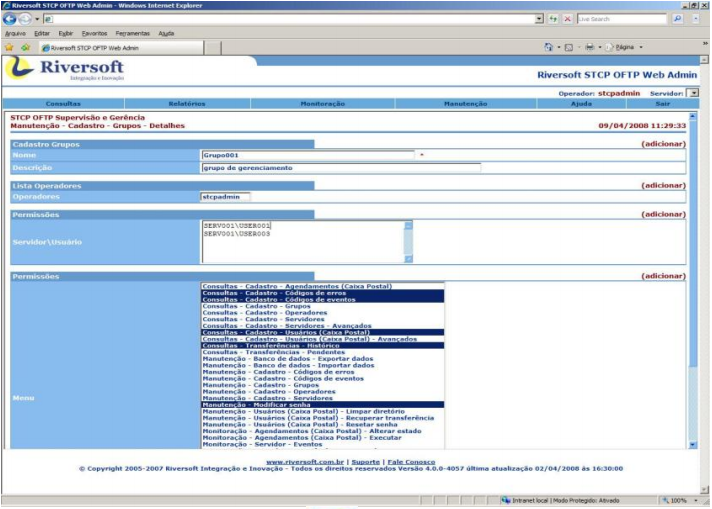 Riversoft STCP OFTP Web Admin - Windows Internet Explorer
Live Search
Arquivo Editar Exibir Favoritos Ferramentas Ajuda
Riversoft STCP OFTP Web Admin
Página
Riversoft
Integração e Inovação
Riversoft STCP OFTP Web Admin
Operador: stcpadmin Servidor:
Consultas Relatórios Monitoração Manutenção Ajuda Sair
STCP OFTP Supervisão e Gerência
Manutenção - Cadastro - Grupos - Detalhes
09/04/2008 11:29:33
Cadastro Grupos (adicionar)
Nome Grupo001 *
Descrição grupo de gerenciamento
Lista Operadores (adicionar)
Operadores stcpadmin
Permissões (adicionar)
Servidor\Usuário
SERV001\USER001
SERV001\USER003
Permissões (adicionar)
Menu
Consultas - Cadastro - Agendamentos (Caixa Postal)
Consultas - Cadastro - Códigos de erros
Consultas - Cadastro - Códigos de eventos
Consultas - Cadastro - Grupos
Consultas - Cadastro - Operadores
Consultas - Cadastro - Servidores
Consultas - Cadastro - Servidores - Avançados
Consultas - Cadastro - Usuários (Caixa Postal)
Consultas - Cadastro - Usuários (Caixa Postal) - Avançados
Consultas - Transferências - Histórico
Consultas - Transferências - Pendentes
Manutenção - Banco de dados - Exportar dados
Manutenção - Banco de dados - Importar dados
Manutenção - Cadastro - Códigos de erros
Manutenção - Cadastro - Códigos de eventos
Manutenção - Cadastro - Grupos
Manutenção - Cadastro - Operadores
Manutenção - Cadastro - Servidores
Manutenção - Modificar senha
Manutenção - Usuários (Caixa Postal) - Limpar diretório
Manutenção - Usuários (Caixa Postal) - Recuperar transferência
Manutenção - Usuários (Caixa Postal) - Resetar senha
Monitoração - Agendamentos (Caixa Postal) - Alterar estado
Monitoração - Agendamentos (Caixa Postal) - Executar
Monitoração - Servidor - Eventos
www.riversoft.com.br | Suporte | Fale Conosco
© Copyright 2005-2007 Riversoft Integração e Inovação - Todos os direitos reservados Versão 4.0.0-4057 última atualização 02/04/2008 às 16:30:00
Intranet local | Modo Protegido: Ativado 100%